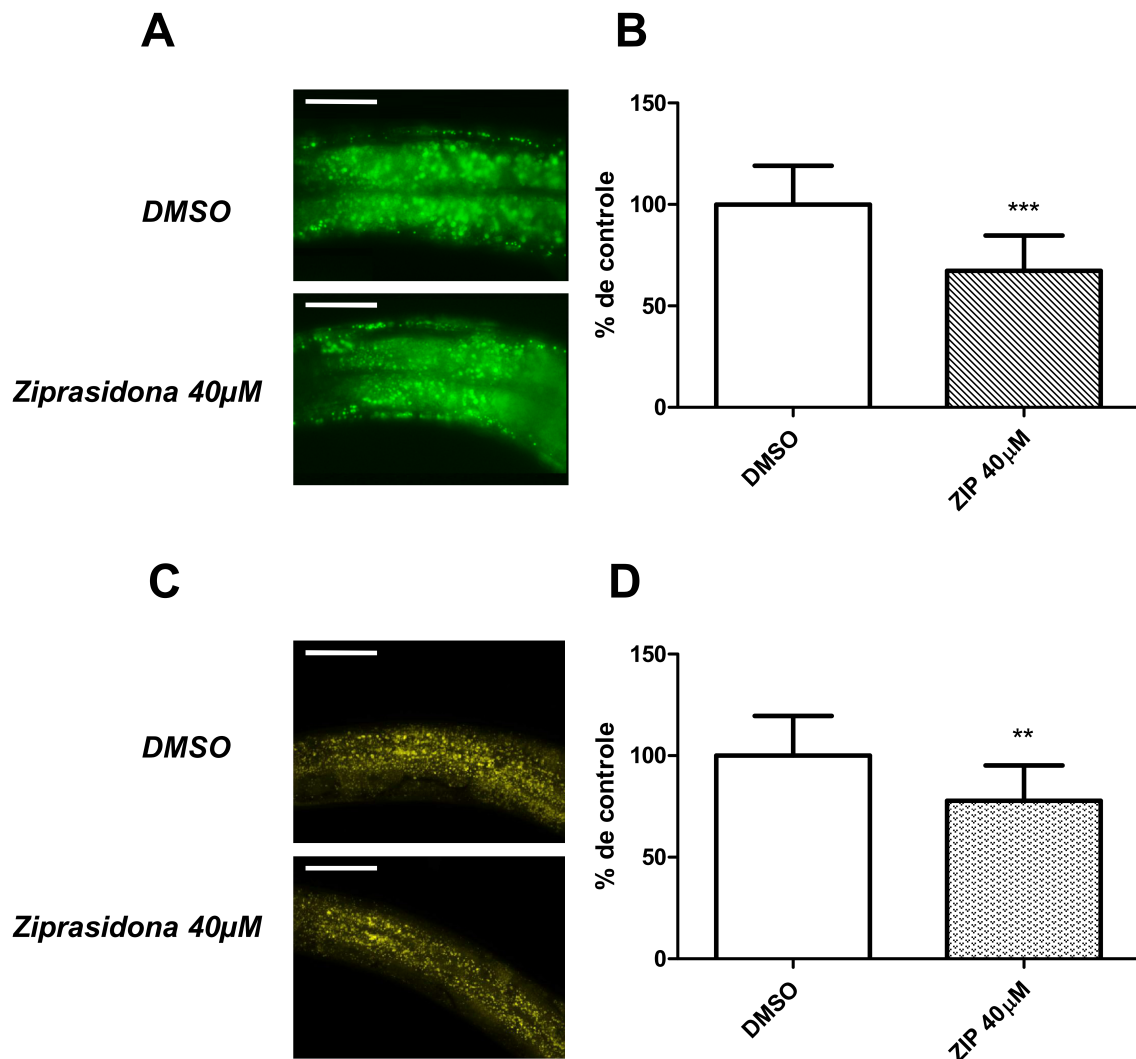 A
B
DMSO
Ziprasidona 40µM
% de controle
150
100
50
0
***
DMSO
ZIP 40µM
C
D
DMSO
Ziprasidona 40µM
% de controle
150
100
50
0
**
DMSO
ZIP 40µM